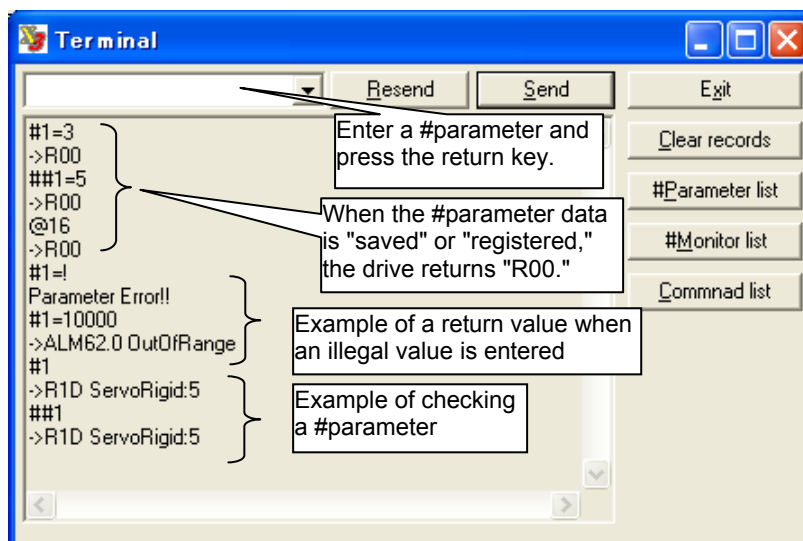 Terminal
Resend
Send
Exit
Clear records
#Parameter list
#Monitor list
Commnad list
Enter a #parameter and
press the return key.
When the #parameter data
is "saved" or "registered,"
the drive returns "R00."
Example of a return value when
an illegal value is entered
Example of checking
a #parameter
#1=3
->R00
##1=5
->R00
@16
->R00
#1=!
Parameter Error!!
#1=10000
->ALM62.0 OutOfRange
#1
->R1D ServoRigid:5
##1
->R1D ServoRigid:5